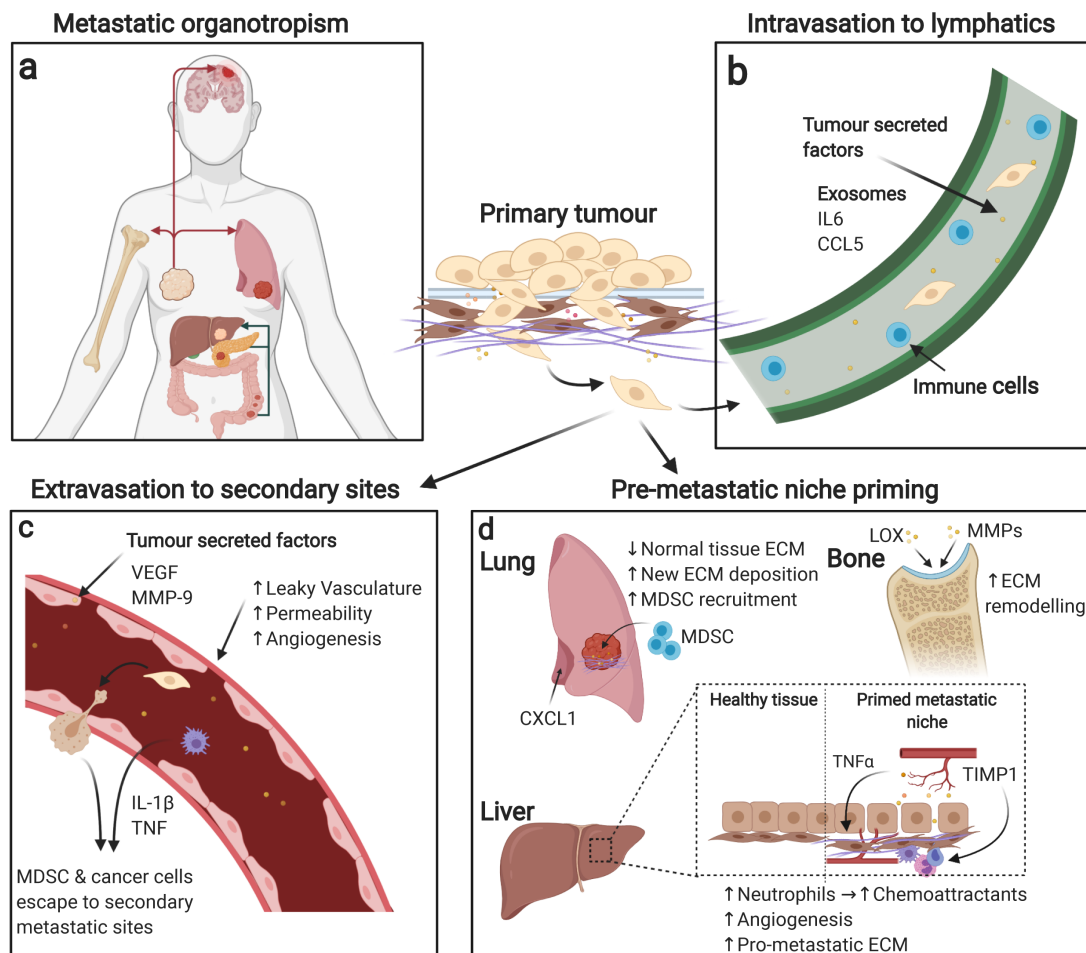 Metastatic organotropism
a
Intravasation to lymphatics
b
Tumour secreted
factors
Exosomes
IL6
CCL5
Immune cells
Primary tumour
Extravasation to secondary sites
c
Tumour secreted factors
VEGF
MMP-9
↑Leaky Vasculature
↑Permeability
↑Angiogenesis
IL-1β
TNF
MDSC & cancer cells
escape to secondary
metastatic sites
Pre-metastatic niche priming
d
Lung
↓Normal tissue ECM
↑New ECM deposition
↑MDSC recruitment
MDSC
CXCL1
Bone
LOX
MMPs
↑ECM
remodelling
Liver
Healthy tissue
Primed metastatic
niche
TNFα
TIMP1
↑Neutrophils →↑Chemoattractants
↑Angiogenesis
↑Pro-metastatic ECM